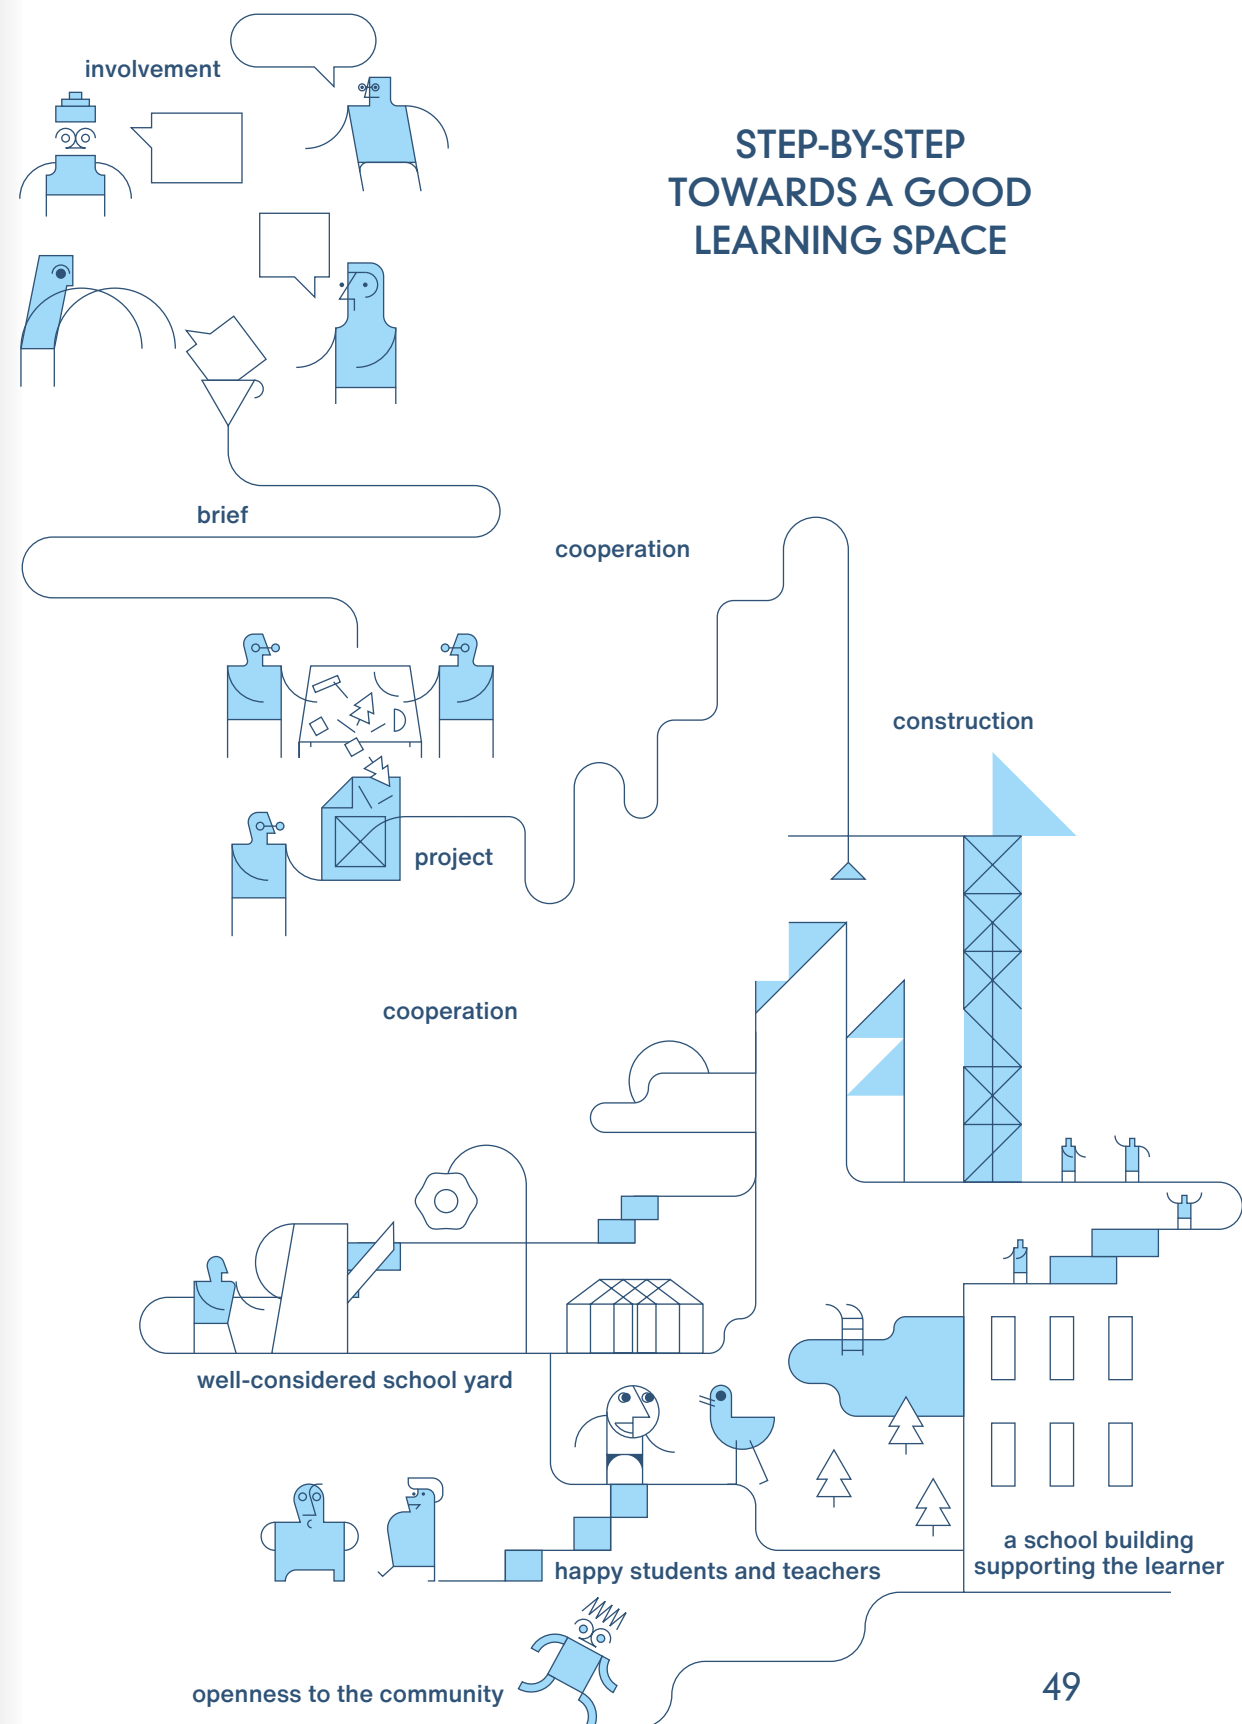 involvement
STEP-BY-STEP
TOWARDS A GOOD
LEARNING SPACE
brief
cooperation
construction
project
cooperation
well-considered school yard
a school building
supporting the learner
happy students and teachers
openness to the community
49